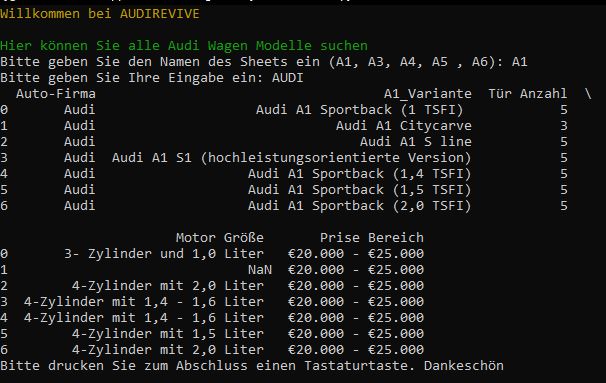 Willkommen bei AUDIREVIVE
Hier können Sie alle Audi Wagen Modelle suchen
Bitte geben Sie den Namen des Sheets ein (A1, A3, A4, A5 , A6): A1
Bitte geben Sie Ihre Eingabe ein: AUDI
Auto-Firma A1_Variante Tür Anzahl \
0 Audi Audi A1 Sportback (1 TSFI) 5
1 Audi Audi A1 Citycarve 3
2 Audi Audi A1 S line 5
3 Audi Audi A1 S1 (hochleistungsorientierte Version) 5
4 Audi Audi A1 Sportback (1,4 TSFI) 5
5 Audi Audi A1 Sportback (1,5 TSFI) 5
6 Audi Audi A1 Sportback (2,0 TSFI) 5
Motor Größe Prise Bereich
0 3- Zylinder und 1,0 Liter €20.000 - €25.000
1 NaN €20.000 - €25.000
2 4-Zylinder mit 2,0 Liter €20.000 - €25.000
3 4-Zylinder mit 1,4 - 1,6 Liter €20.000 - €25.000
4 4-Zylinder mit 1,4 - 1,6 Liter €20.000 - €25.000
5 4-Zylinder mit 1,5 Liter €20.000 - €25.000
6 4-Zylinder mit 2,0 Liter €20.000 - €25.000
Bitte drucken Sie zum Abschluss einen Tastaturtaste. Dankeschön